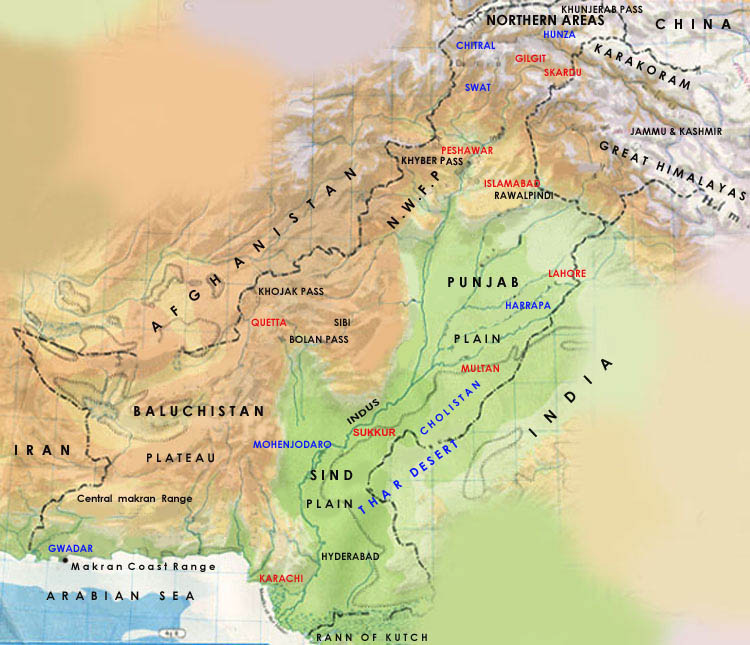 KHUNJERAB PASS
NORTHERN AREAS
CHINA
HUNZA
CHITRAL
GILGIT
KARAKORAM
SKARDU
SWAT
JAMMU & KASHMIR
PESHAWAR
KHYBER PASS
GREAT HIMALAYAS
ISLAMABAD
RAWALPINDI
N.W.F.P
AFGHANISTAN
LAHORE
PUNJAB
KHOJAK PASS
HARRAPA
QUETTA
SIBI
BOLAN PASS
PLAIN
MULTAN
INDIA
CHOLISTAN
BALUCHISTAN
INDUS
SUKKUR
IRAN
MOHENJODARO
PLATEAU
THAR DESERT
SIND
Central makran Range
PLAIN
GWADAR
HYDERABAD
Makran Coast Range
KARACHI
ARABIAN SEA
RANN OF KUTCH